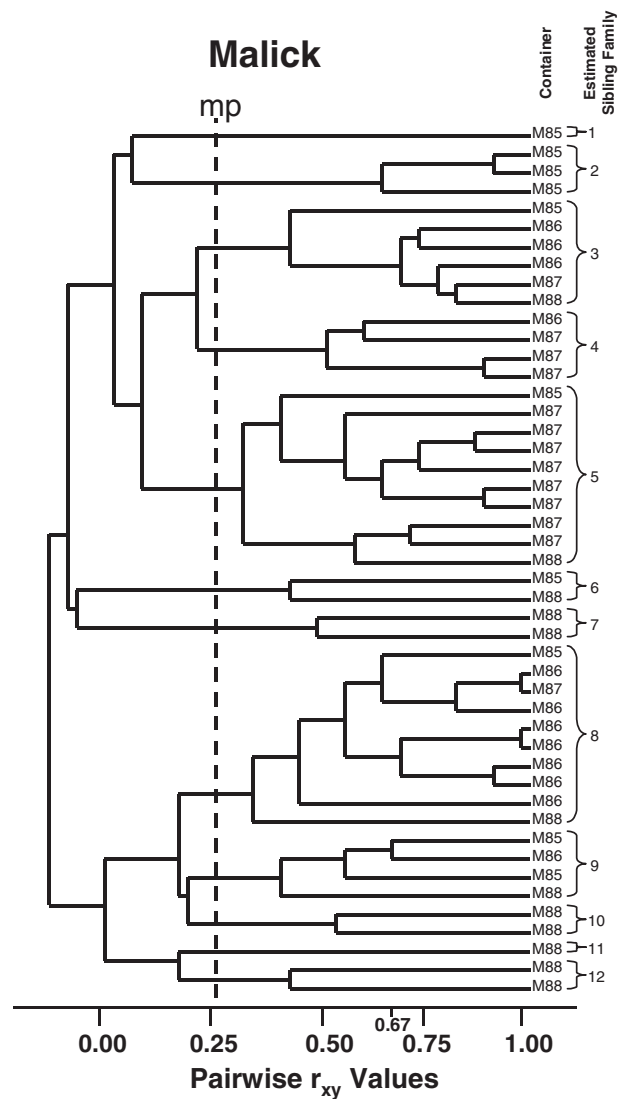 Malick
mp
Container
Estimated
Sibling Family
M85 1
M85
M85 2
M85
M85
M86
M86 3
M86
M87
M88
M86
M87 4
M87
M87
M85
M87
M87
M87
M87 5
M87
M87
M87
M87
M88
M85 6
M88
M88 7
M88
M85
M86
M87
M86
M86 8
M86
M86
M86
M86
M88
M85
M86 9
M85
M88
M88 10
M88
M88 11
M88 12
M88
0.67
0.00 0.25 0.50 0.75 1.00
Pairwise rxy Values